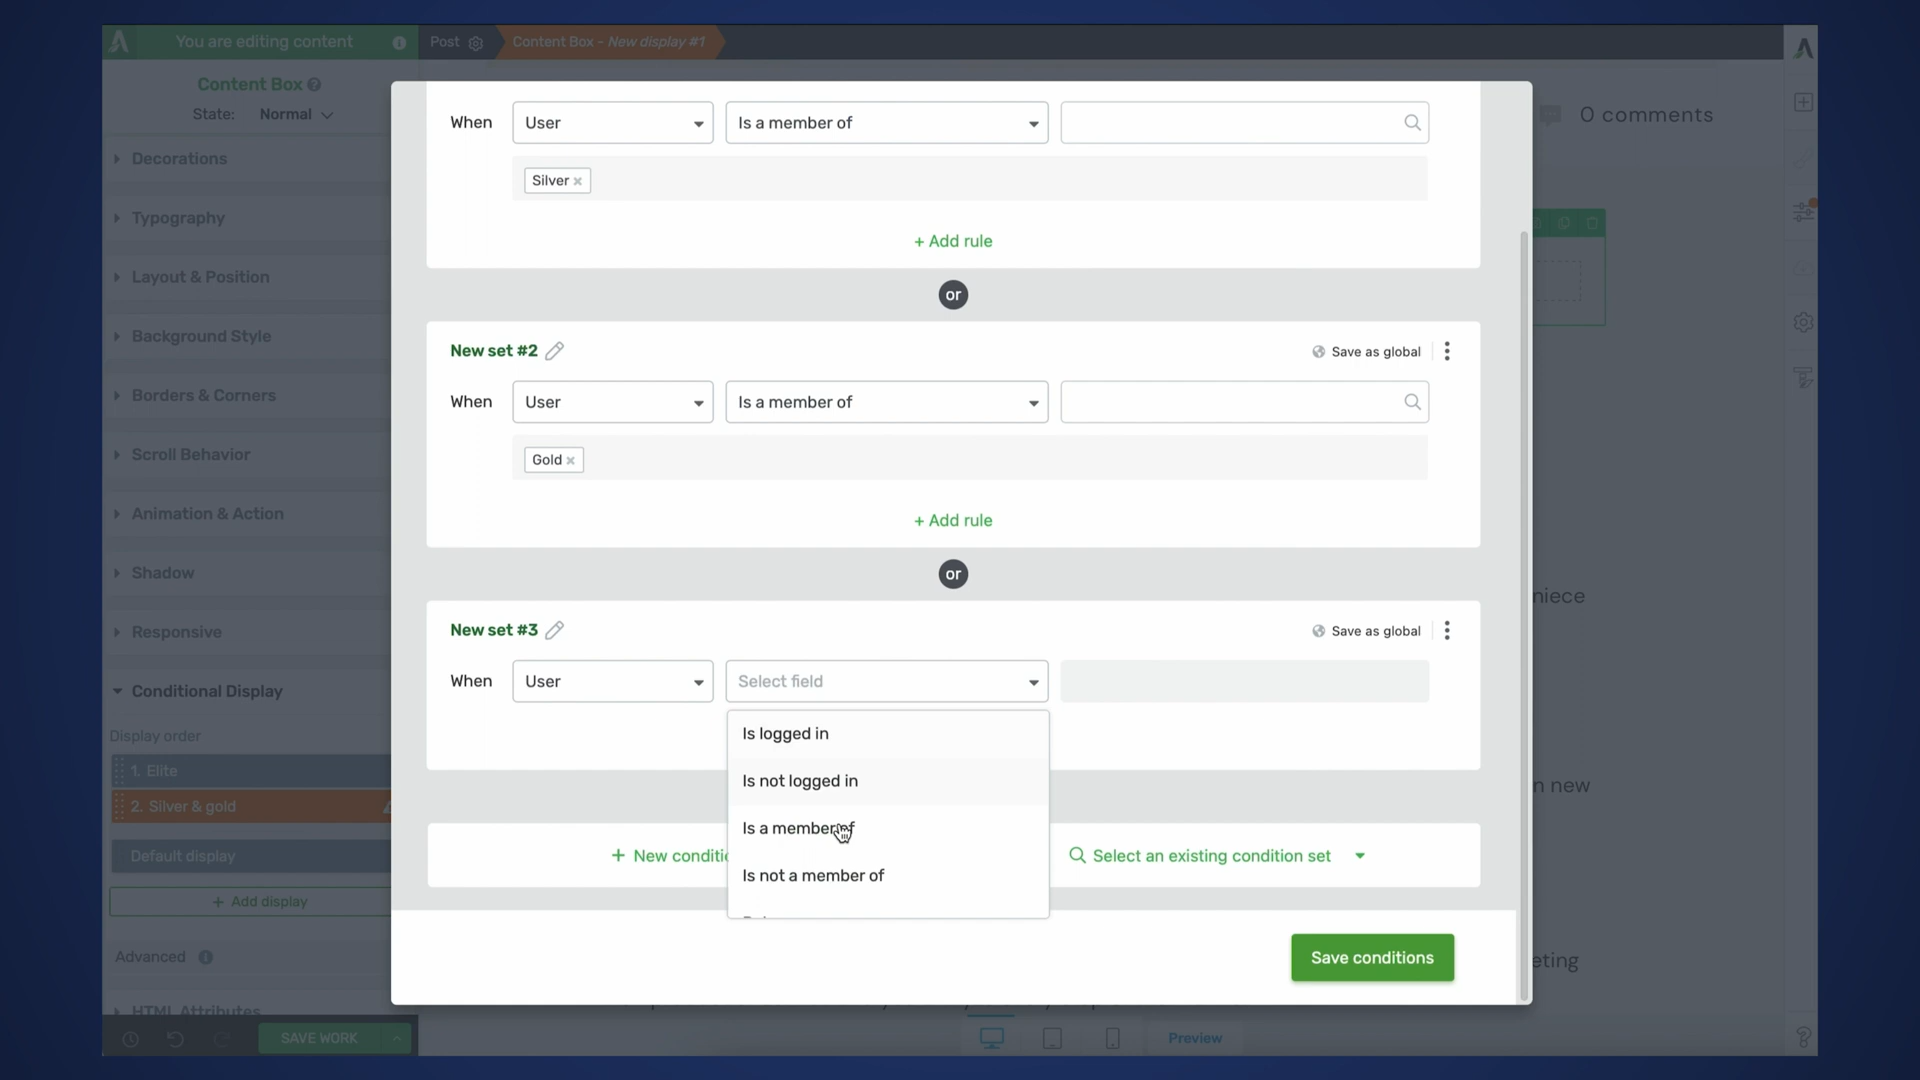 You are editing content
Post
Content Box - New display #1
Content Box
State: Normal
0 comments
Decorations
Typography
Layout & Position
Background Style
Borders & Corners
Scroll Behavior
Animation & Action
Shadow
Responsive
Conditional Display
Display order
1. Elite
2. Silver & gold
Default display
+ Add display
Advanced
HTML Attributes
SAVE WORK
When User Is a member of
Silver
+ Add rule
or
New set #2
Save as global
When User Is a member of
Gold
+ Add rule
or
New set #3
Save as global
When User Select field
Is logged in
Is not logged in
Is a member of
Is not a member of
+ New conditi
Select an existing condition set
Save conditions
niece
n new
eting
Preview